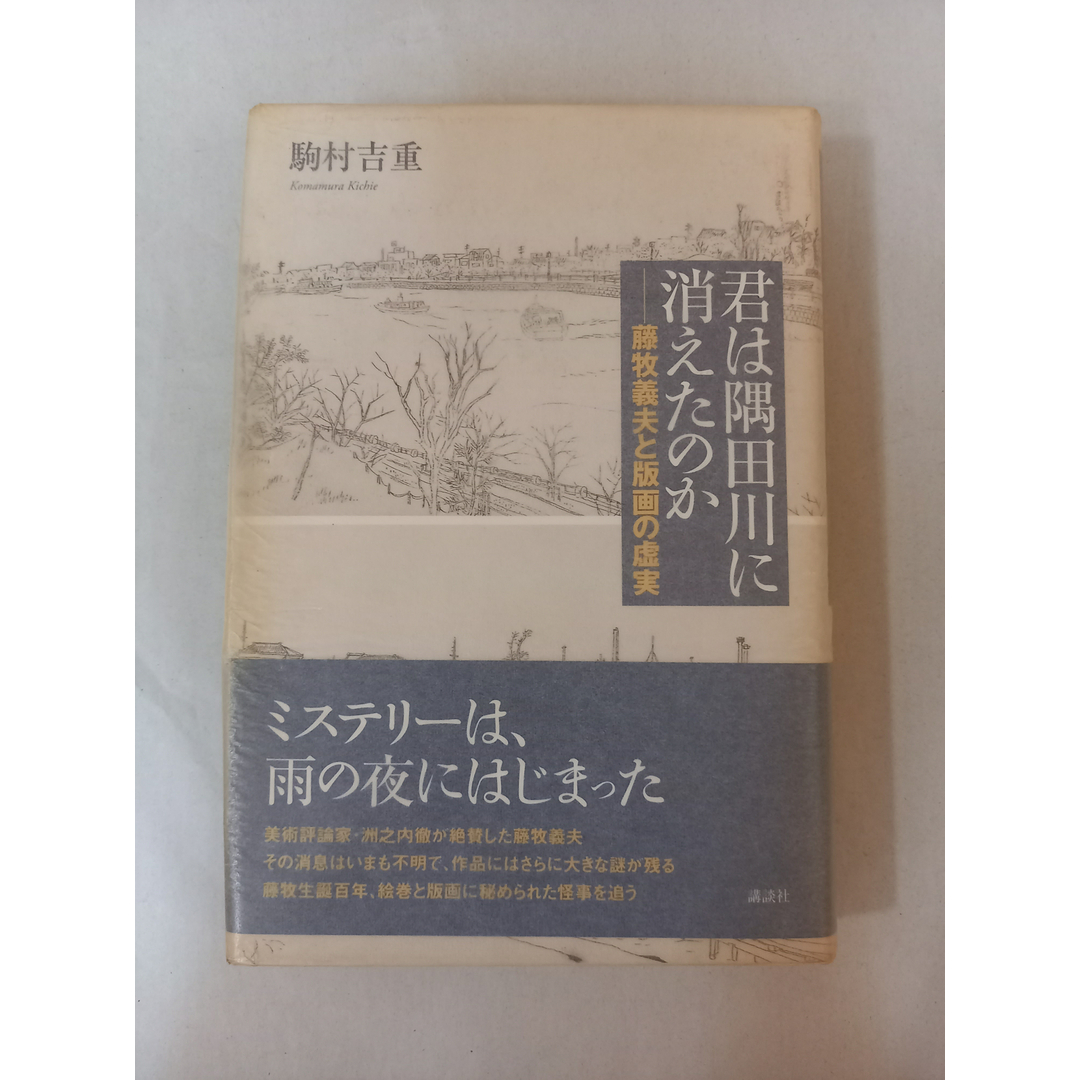 駒村吉重
Komamura Kichie
君は隅田川に
消えたのか
──藤牧義夫と版画の虚実
ミステリーは、
雨の夜にはじまった
美術評論家・洲之内徹が絶賛した藤牧義夫
その消息はいまも不明で、作品にはさらに大きな謎が残る
藤牧生誕百年、絵巻と版画に秘められた怪事を追う
講談社